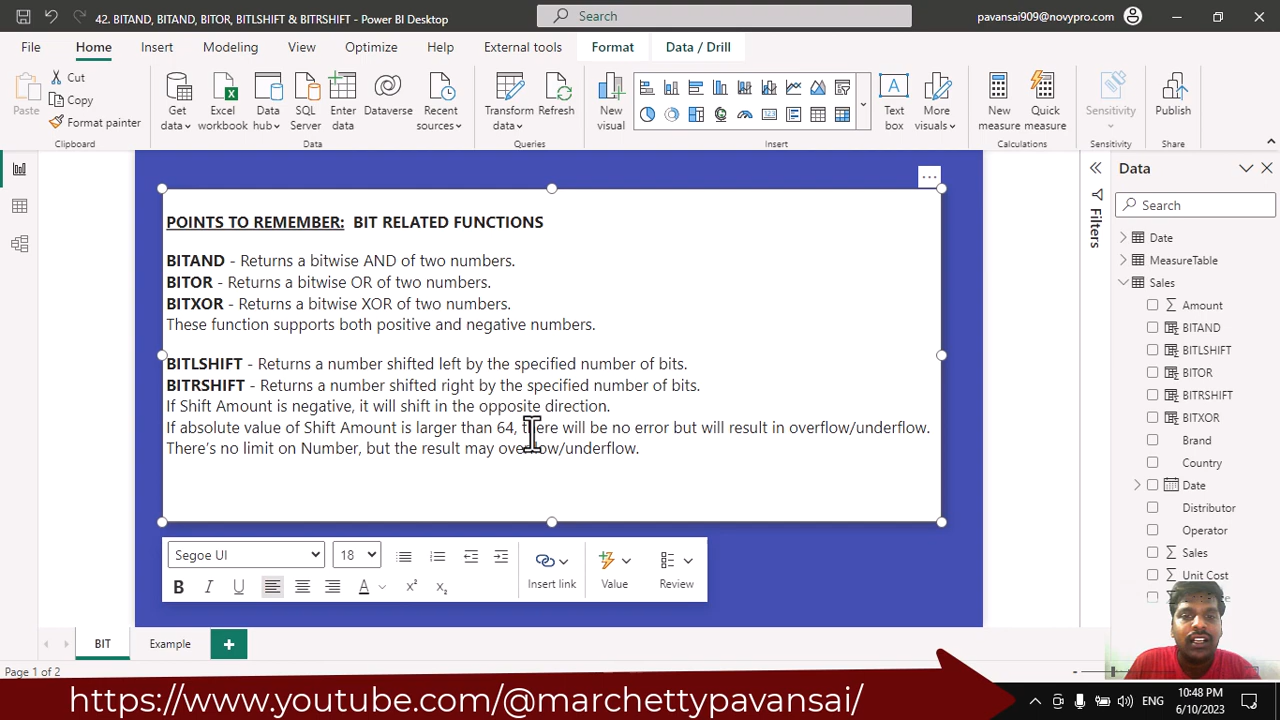 42. BITAND, BITAND, BITOR, BITLSHIFT & BITRSHIFT - Power BI Desktop
Search
pavansai909@novypro.com
File
Home
Insert
Modeling
View
Optimize
Help
External tools
Format
Data / Drill
Paste
Cut
Copy
Format painter
Clipboard
Get data
Excel workbook
Data hub
SQL Server
Enter data
Dataverse
Recent sources
Data
Transform data
Refresh
Queries
New visual
Text box
More visuals
Insert
New measure
Quick measure
Calculations
Sensitivity
Sensitivity
Publish
Share
POINTS TO REMEMBER: BIT RELATED FUNCTIONS
BITAND - Returns a bitwise AND of two numbers.
BITOR - Returns a bitwise OR of two numbers.
BITXOR - Returns a bitwise XOR of two numbers.
These function supports both positive and negative numbers.
BITLSHIFT - Returns a number shifted left by the specified number of bits.
BITRSHIFT - Returns a number shifted right by the specified number of bits.
If Shift Amount is negative, it will shift in the opposite direction.
If absolute value of Shift Amount is larger than 64, there will be no error but will result in overflow/underflow.
There's no limit on Number, but the result may overflow/underflow.
Segoe UI
18
B I U
A
Insert link
Value
Review
Filters
Data
Search
Date
MeasureTable
Sales
Amount
BITAND
BITLSHIFT
BITOR
BITRSHIFT
BITXOR
Brand
Country
Date
Distributor
Operator
Sales
Unit Cost
BIT
Example
Page 1 of 2
https://www.youtube.com/@marchettypavansai/
ENG
10:48 PM
6/10/2023